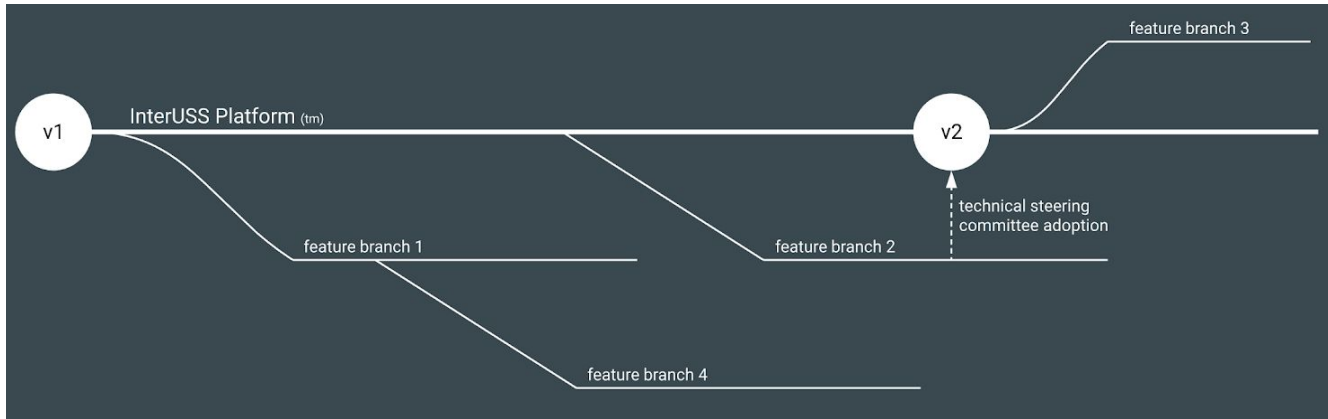 feature branch 3
InterUSS Platform (tm)
v1
v2
technical steering
committee adoption
feature branch 1
feature branch 2
feature branch 4